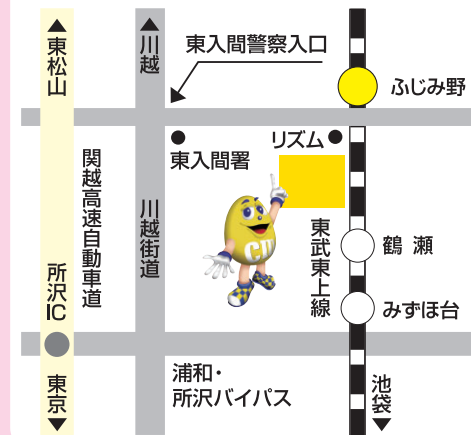 ▲東松山
▲川越
東入間警察入口
ふじみ野
リズム
東入間署
関越高速自動車道
川越街道
CU
東武東上線
鶴瀬
所沢IC
みずほ台
浦和・
所沢バイパス
東京▼
池袋▼